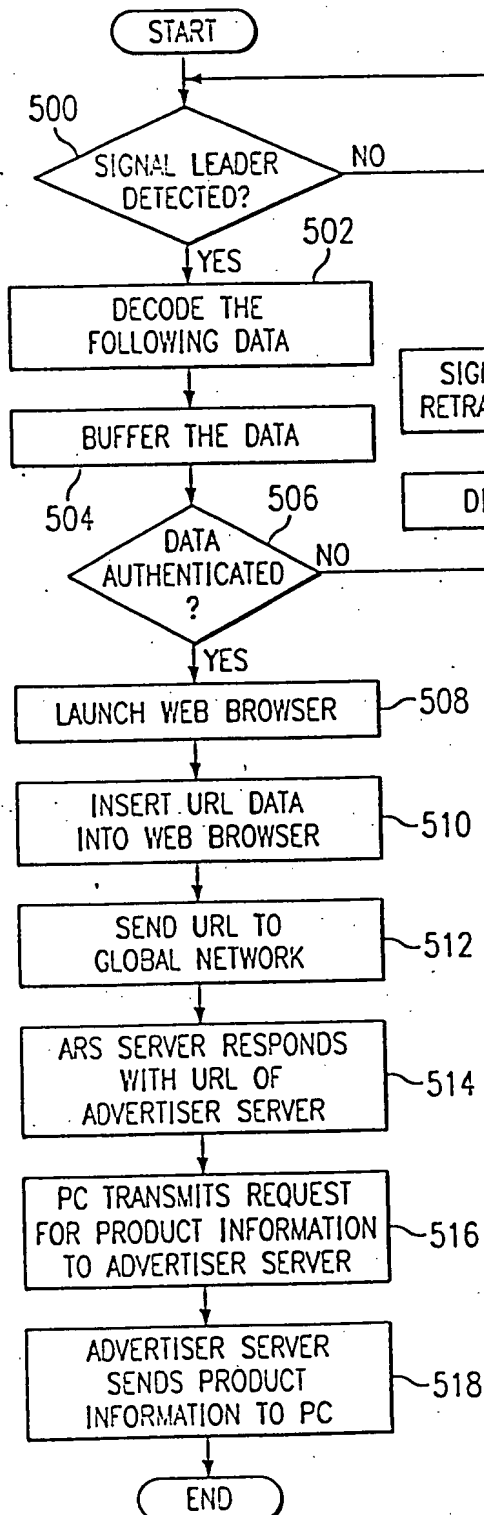 START
500
SIGNAL LEADER
DETECTED?
NO
YES
502
DECODE THE
FOLLOWING DATA
BUFFER THE DATA
504
506
DATA
AUTHENTICATED
?
NO
YES
LAUNCH WEB BROWSER
508
INSERT URL DATA
INTO WEB BROWSER
510
SEND URL TO
GLOBAL NETWORK
512
ARS SERVER RESPONDS
WITH URL OF
ADVERTISER SERVER
514
PC TRANSMITS REQUEST
FOR PRODUCT INFORMATION
TO ADVERTISER SERVER
516
ADVERTISER SERVER
SENDS PRODUCT
INFORMATION TO PC
518
END